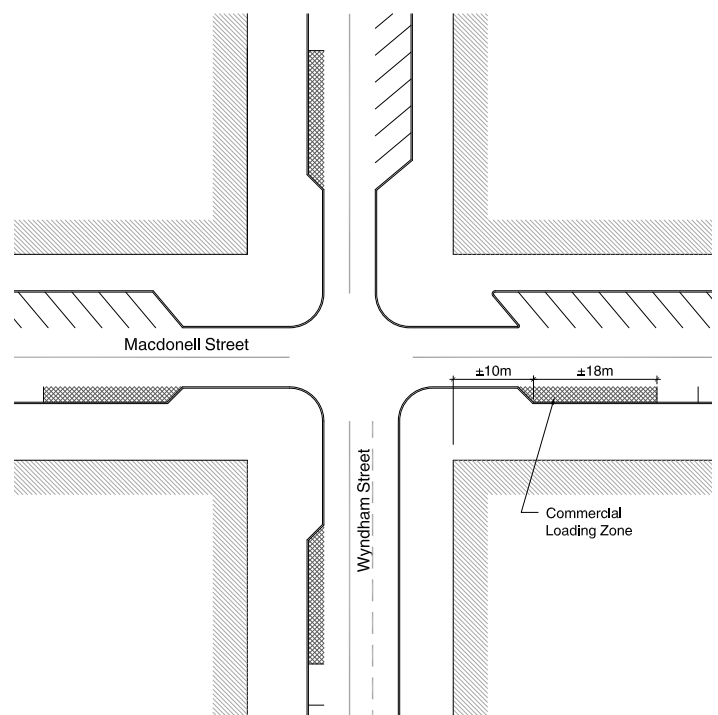 Macdonell Street
±10m
±18m
Wyndham Street
Commercial
Loading Zone